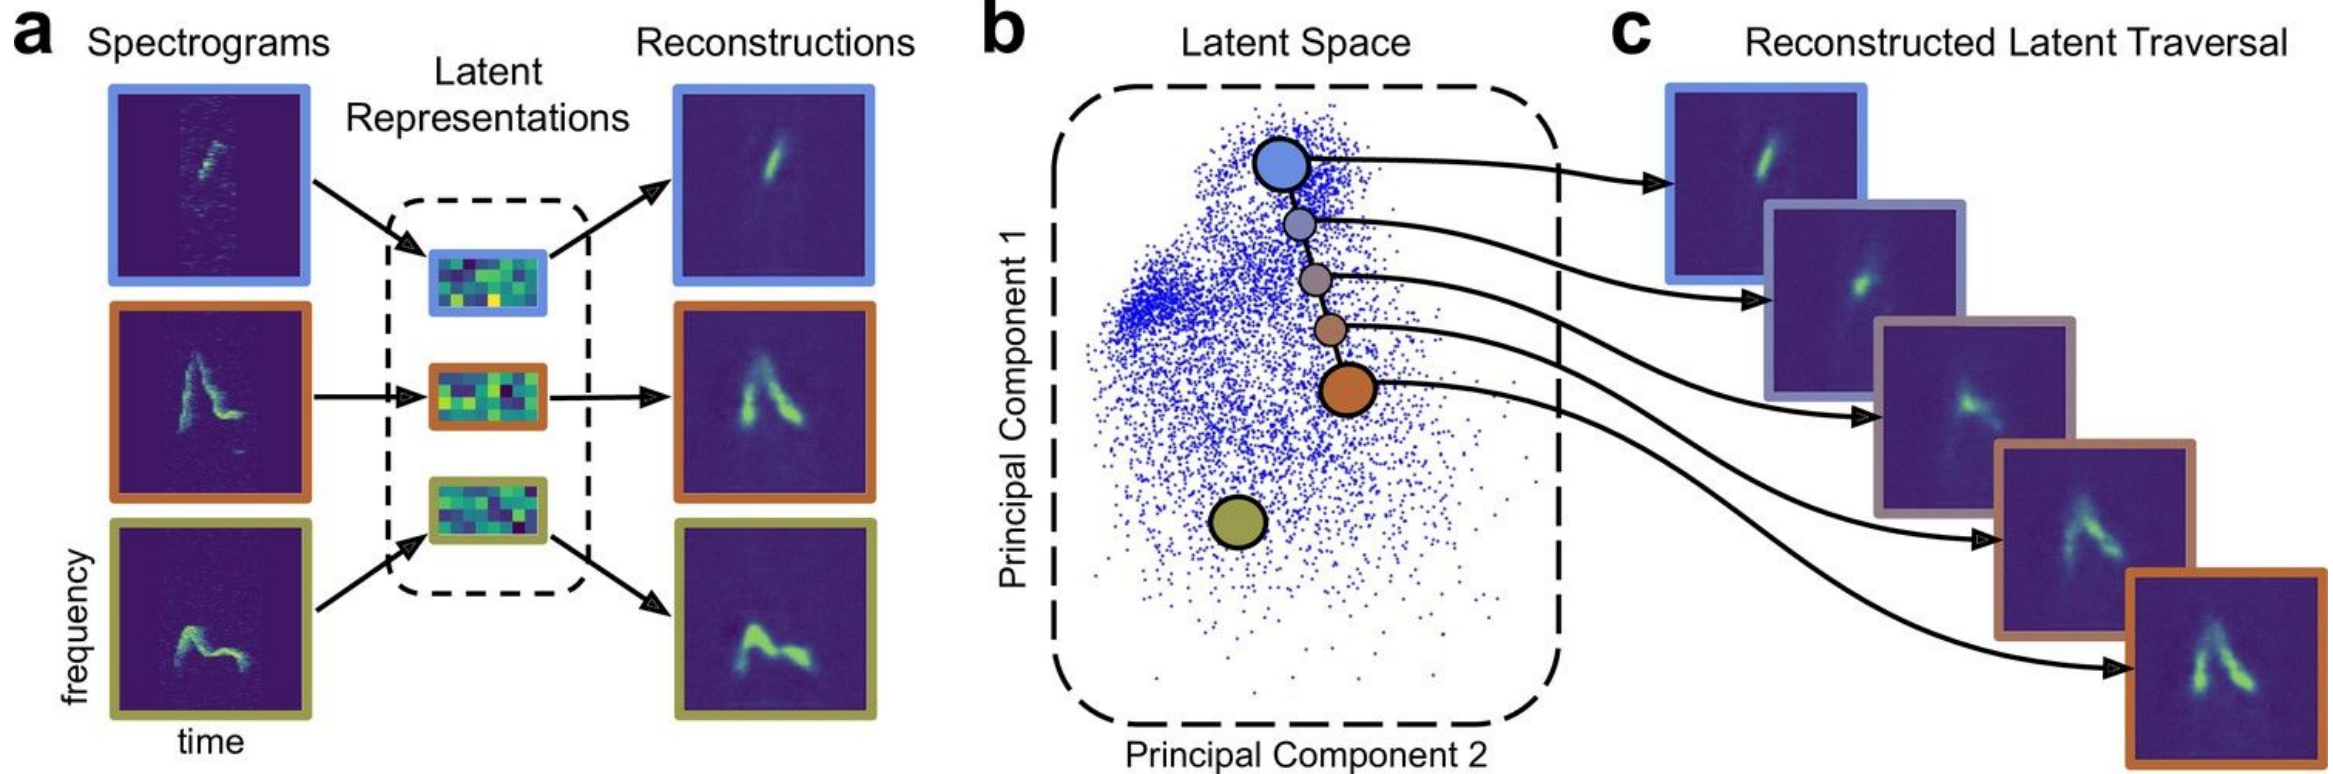 a
Spectrograms
Latent
Representations
Reconstructions
frequency
time
b
Latent Space
Principal Component 1
Principal Component 2
c
Reconstructed Latent Traversal